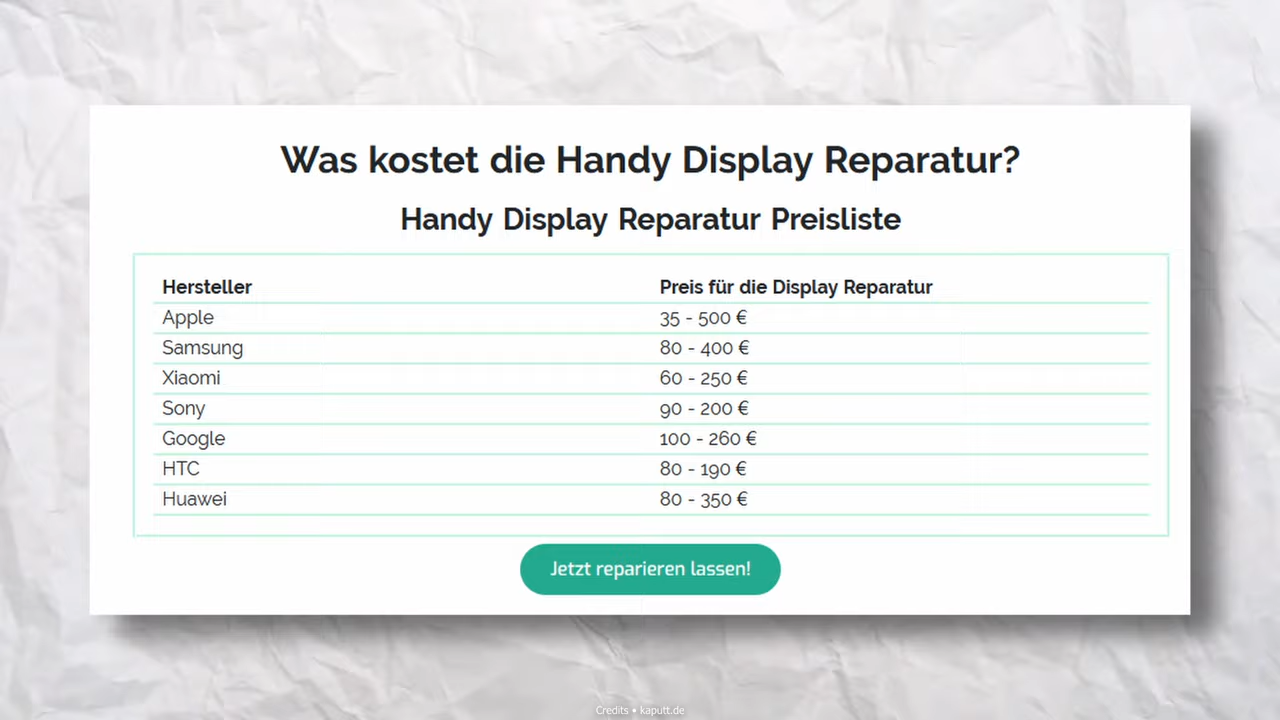 Was kostet die Handy Display Reparatur?
Handy Display Reparatur Preisliste
Hersteller Preis für die Display Reparatur
Apple 35 - 500 €
Samsung 80 - 400 €
Xiaomi 60 - 250 €
Sony 90 - 200 €
Google 100 - 260 €
HTC 80 - 190 €
Huawei 80 - 350 €
Jetzt reparieren lassen!
Credits • kaputt.de